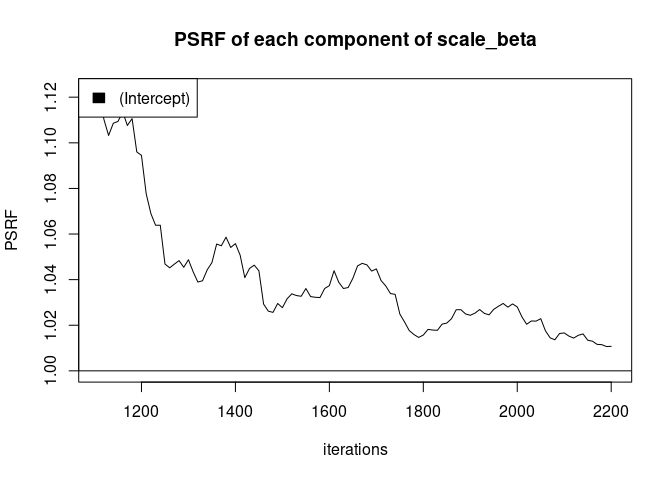 PSRF of each component of scale_beta
(Intercept)
PSRF
1.12
1.10
1.08
1.06
1.04
1.02
1.00
1200 1400 1600 1800 2000 2200
iterations